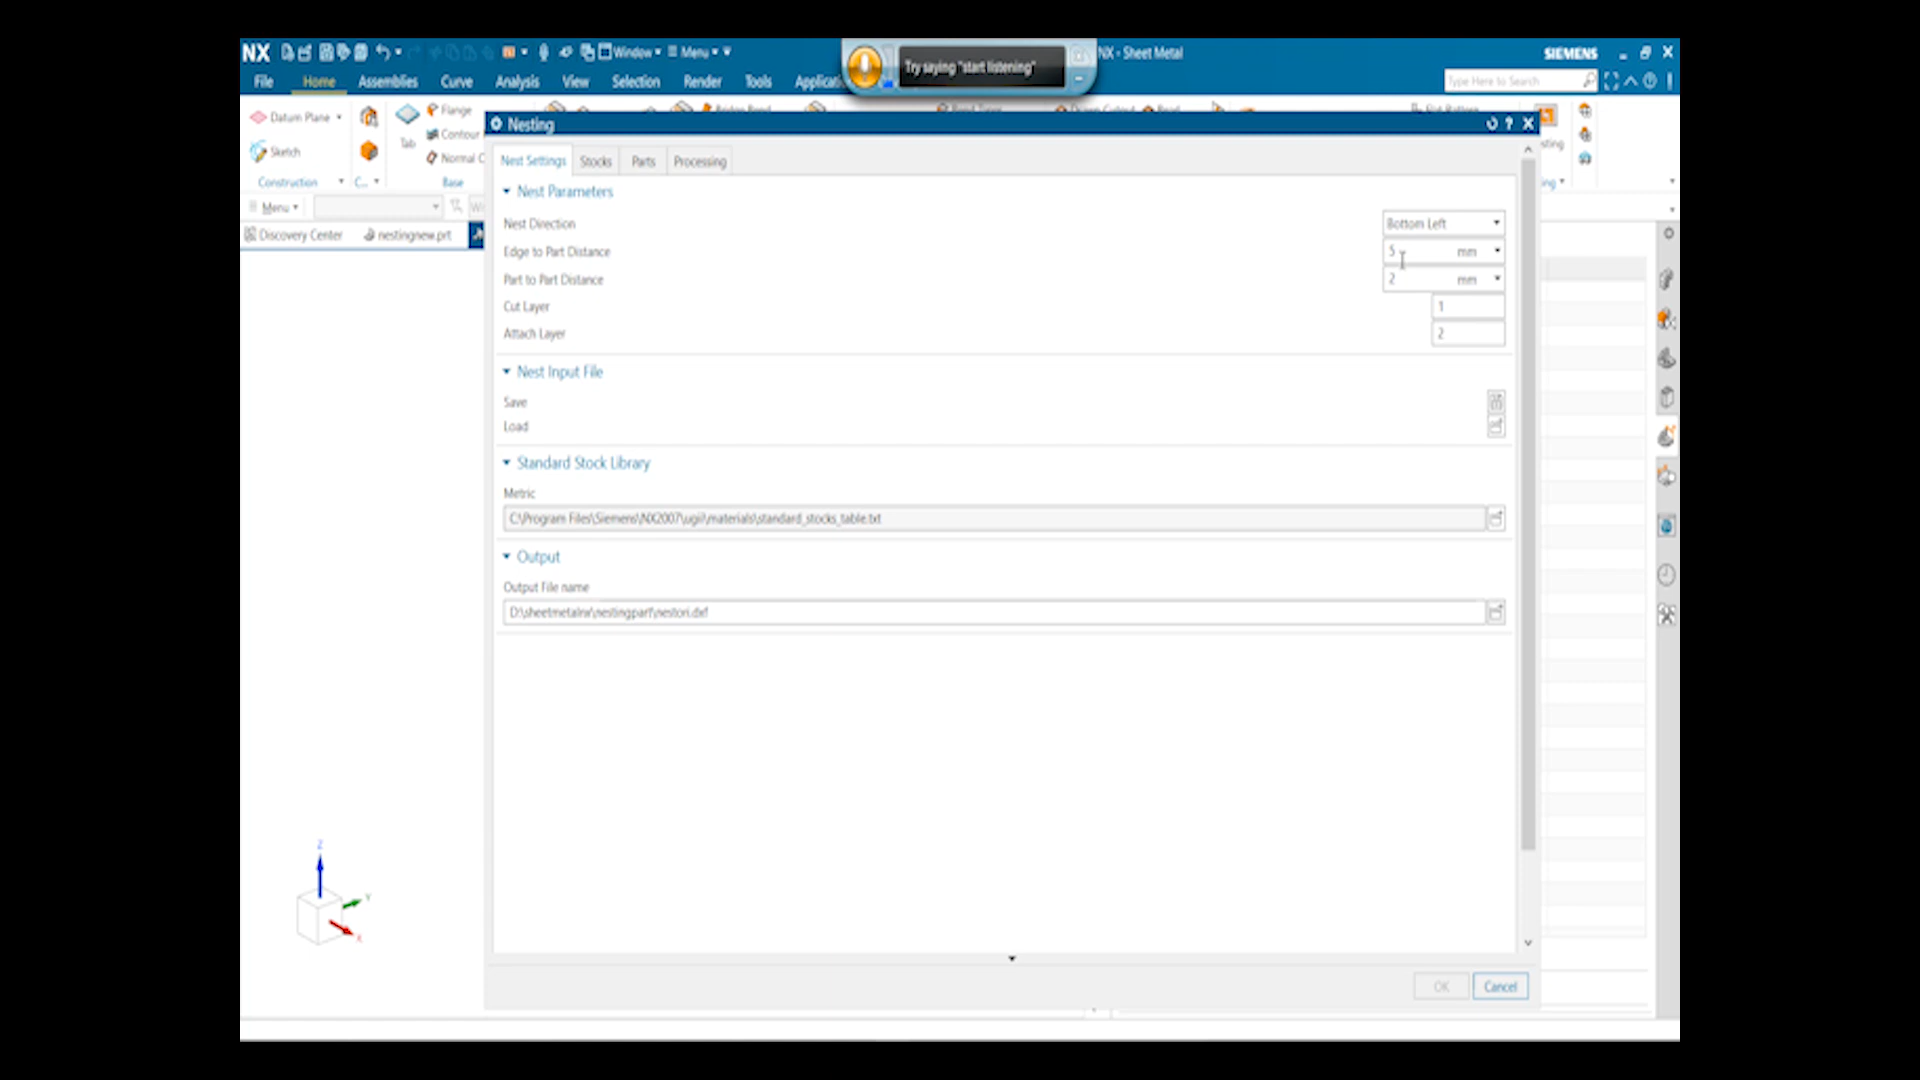 NX
Window
Menu
Try saying "start listening"
NX - Sheet Metal
SIEMENS
File
Home
Assemblies
Curve
Analysis
View
Selection
Render
Tools
Type Here to Search
Datum Plane
Sketch
Construction
C...
Tab
Flange
Contour
Normal C
Base
Menu
Discovery Center
nestingnew.prt
Nesting
Nest Settings
Stocks
Parts
Processing
Nest Parameters
Nest Direction
Bottom Left
Edge to Part Distance
5 mm
Part to Part Distance
2 mm
Cut Layer
1
Attach Layer
2
Nest Input File
Save
Load
Standard Stock Library
Metric
C:\Program Files\Siemens\NX2007\ugii\materials\standard_stocks_table.txt
Output
Output File name
D:\sheetmetalnx\nestingpart\nestori.dxf
OK
Cancel
Z
Y
X